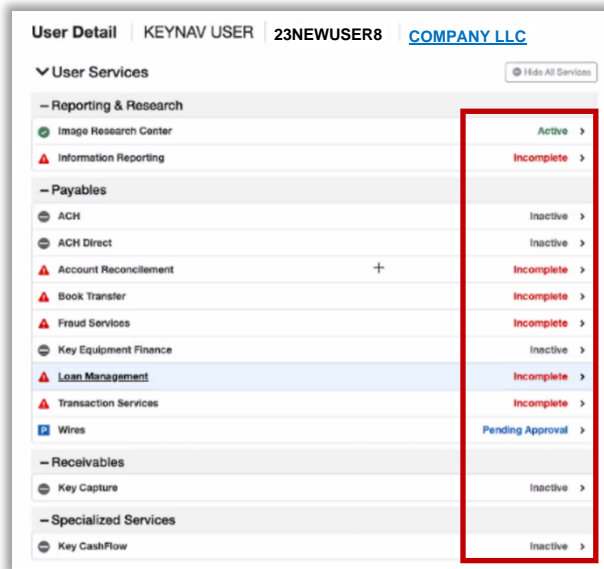 User Detail KEYNAV USER 23NEWUSER8 COMPANY LLC
User Services Hide All Services
– Reporting & Research
Image Research Center Active >
Information Reporting Incomplete >
– Payables
ACH Inactive >
ACH Direct Inactive >
Account Reconcilement Incomplete >
Book Transfer Incomplete >
Fraud Services Incomplete >
Key Equipment Finance Inactive >
Loan Management Incomplete >
Transaction Services Incomplete >
P Wires Pending Approval >
– Receivables
Key Capture Inactive >
– Specialized Services
Key CashFlow Inactive >